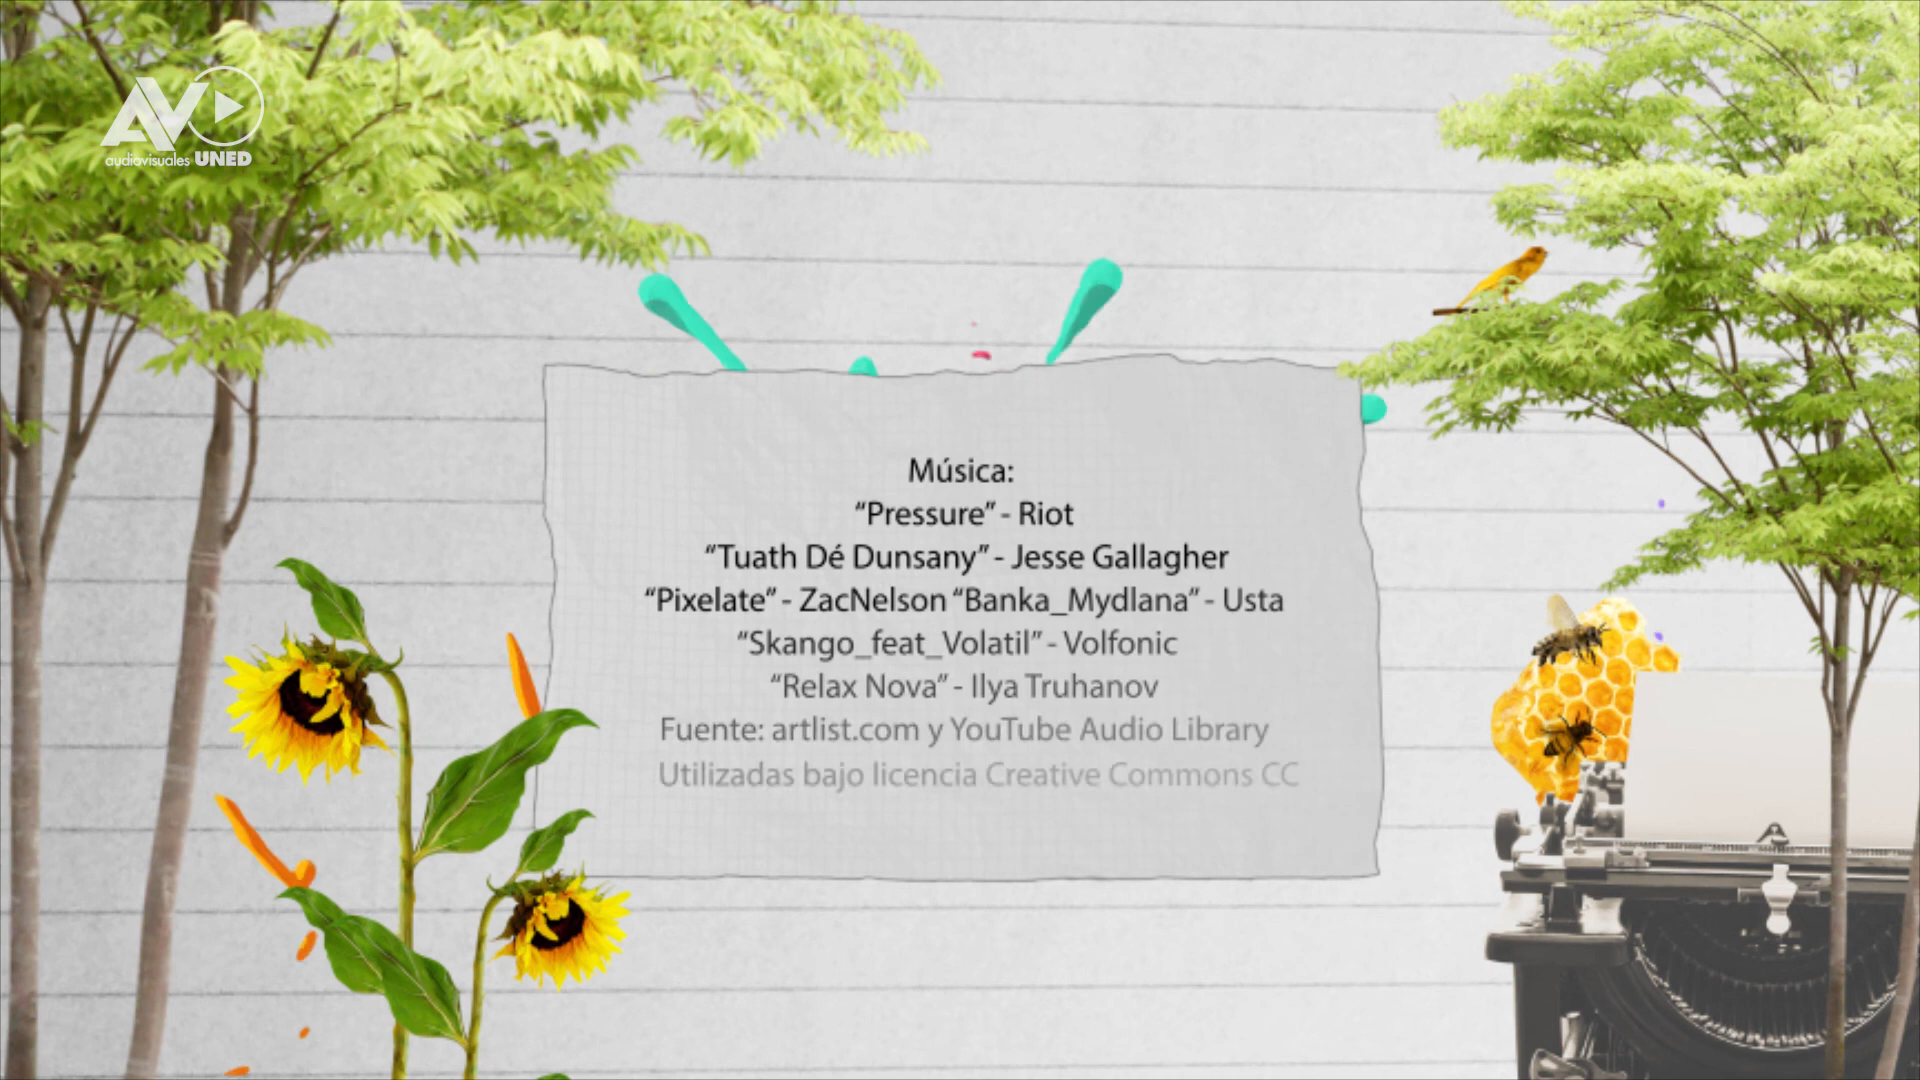 AV
audiovisuales UNED
Música:
“Pressure” - Riot
“Tuath Dé Dunsany” - Jesse Gallagher
“Pixelate” - ZacNelson “Banka_Mydlana” - Usta
“Skango_feat_Volatil” - Volfonic
“Relax Nova” - Ilya Truhanov
Fuente: artlist.com y YouTube Audio Library
Utilizadas bajo licencia Creative Commons CC